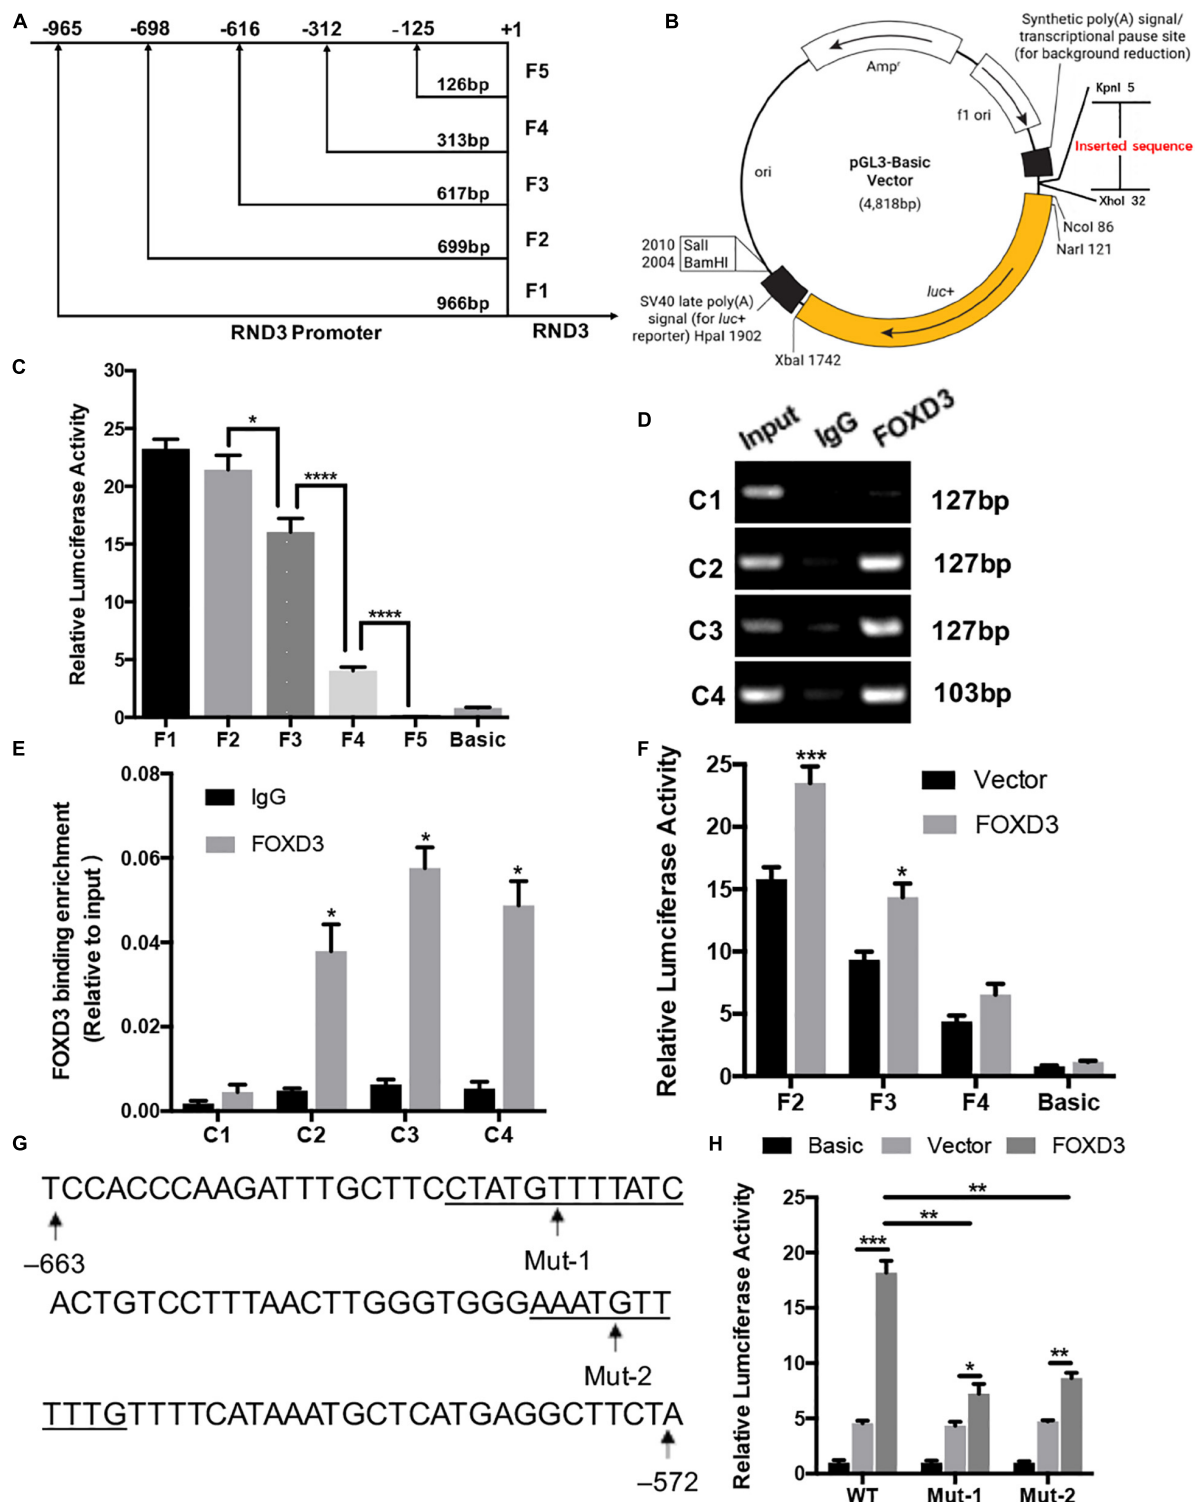 A
-965 -698 -616 -312 -125 +1
126bp F5
313bp F4
617bp F3
699bp F2
966bp F1
RND3 Promoter RND3
B
Synthetic poly(A) signal/
transcriptional pause site
(for background reduction)
Ampʳ
f1 ori
KpnI 5
Inserted sequence
XhoI 32
pGL3-Basic
Vector
(4,818bp)
ori
NcoI 86
NarI 121
2010 SalI
2004 BamHI
luc+
SV40 late poly(A)
signal (for luc+
reporter) HpaI 1902
XbaI 1742
C
Relative Lumciferase Activity
30
25
20
15
10
5
0
*
****
****
F1 F2 F3 F4 F5 Basic
D
Input IgG FOXD3
C1 127bp
C2 127bp
C3 127bp
C4 103bp
E
FOXD3 binding enrichment
(Relative to input )
0.08
0.06
0.04
0.02
0.00
IgG
FOXD3
* * *
C1 C2 C3 C4
F
Relative Lumciferase Activity
25
20
15
10
5
0
Vector
FOXD3
*** *
F2 F3 F4 Basic
G
TCCACCCAAGATTTGCTTCCTATGTTTTATC
–663 Mut-1
ACTGTCCTTTAACTTGGGTGGGAAATGTT
Mut-2
TTTGTTTTCATAAATGCTCATGAGGCTTCTA
–572
H
Basic Vector FOXD3
Relative Lumciferase Activity
25
20
15
10
5
0
**
**
***
*
**
WT Mut-1 Mut-2